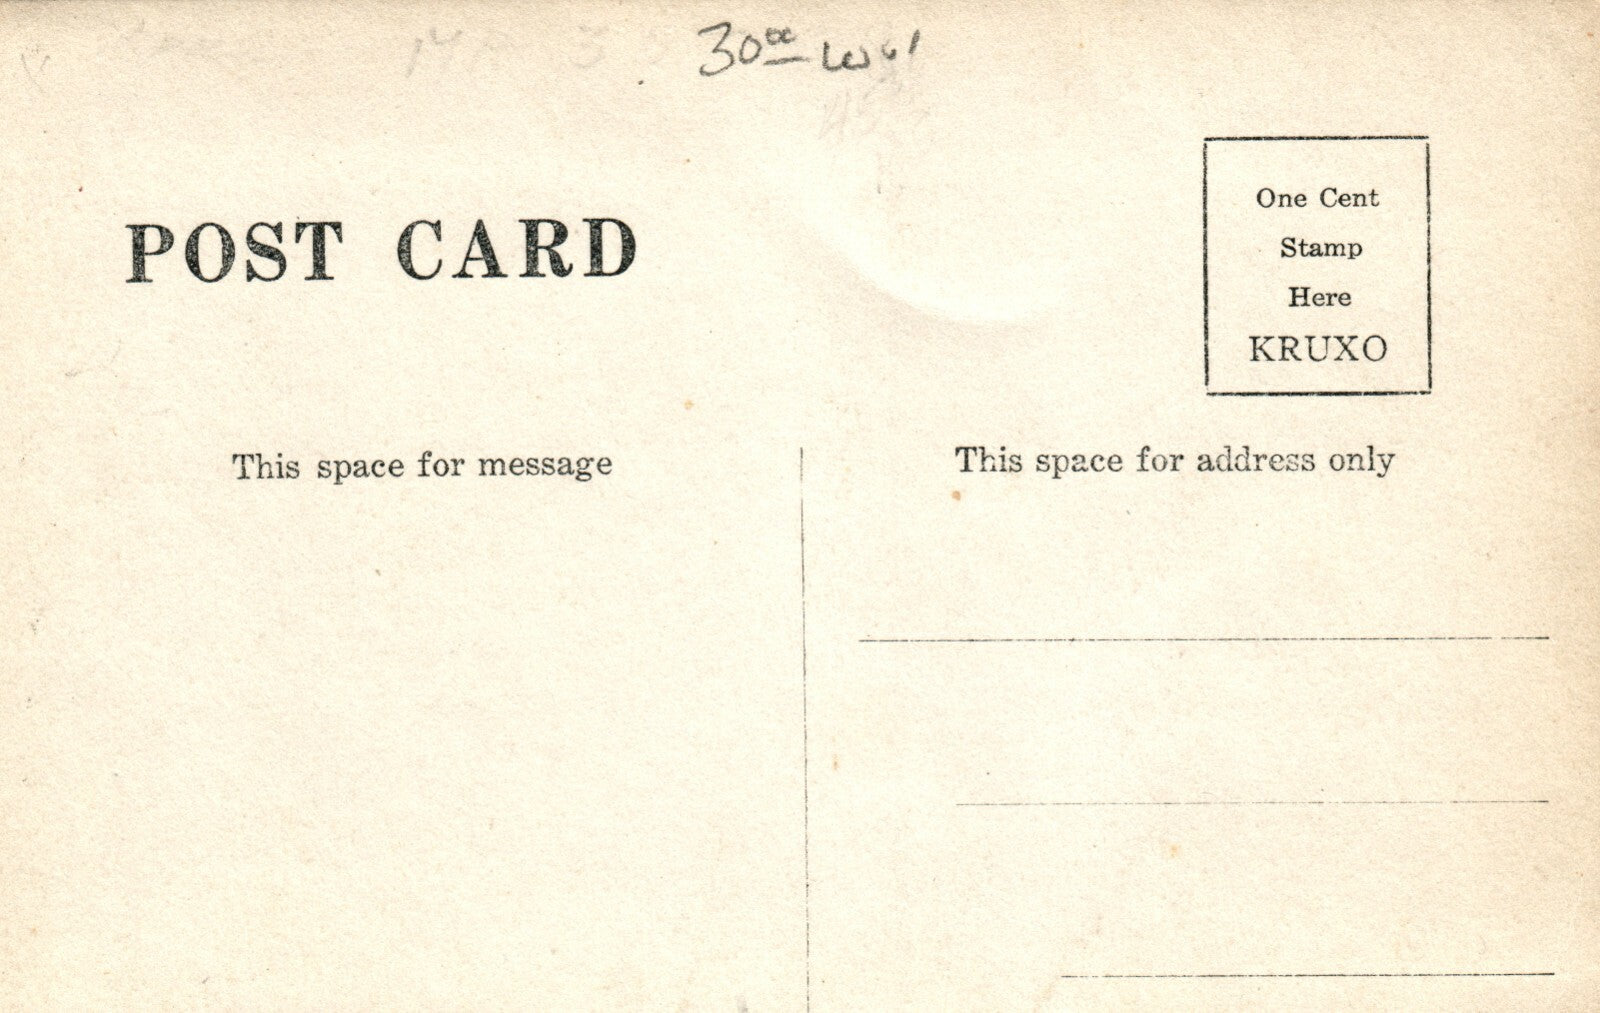 30
POST CARD
One Cent
Stamp
Here
KRUXO
This space for message
This space for address only